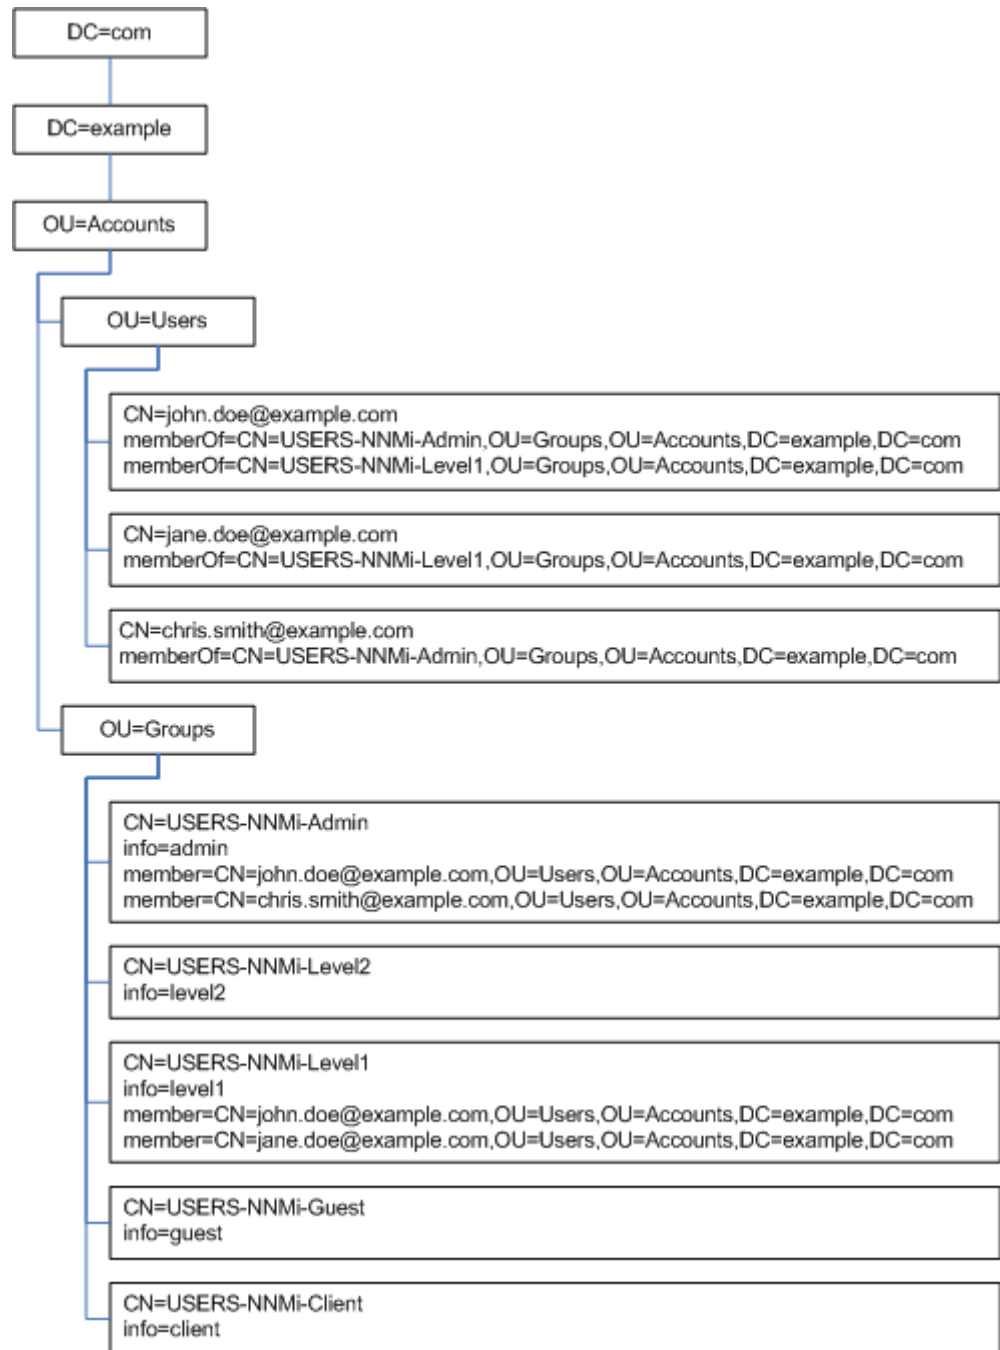 DC=com
DC=example
OU=Accounts
OU=Users
CN=john.doe@example.com
memberOf=CN=USERS-NNMi-Admin,OU=Groups,OU=Accounts,DC=example,DC=com
memberOf=CN=USERS-NNMi-Level1,OU=Groups,OU=Accounts,DC=example,DC=com
CN=jane.doe@example.com
memberOf=CN=USERS-NNMi-Level1,OU=Groups,OU=Accounts,DC=example,DC=com
CN=chris.smith@example.com
memberOf=CN=USERS-NNMi-Admin,OU=Groups,OU=Accounts,DC=example,DC=com
OU=Groups
CN=USERS-NNMi-Admin
info=admin
member=CN=john.doe@example.com,OU=Users,OU=Accounts,DC=example,DC=com
member=CN=chris.smith@example.com,OU=Users,OU=Accounts,DC=example,DC=com
CN=USERS-NNMi-Level2
info=level2
CN=USERS-NNMi-Level1
info=level1
member=CN=john.doe@example.com,OU=Users,OU=Accounts,DC=example,DC=com
member=CN=jane.doe@example.com,OU=Users,OU=Accounts,DC=example,DC=com
CN=USERS-NNMi-Guest
info=guest
CN=USERS-NNMi-Client
info=client